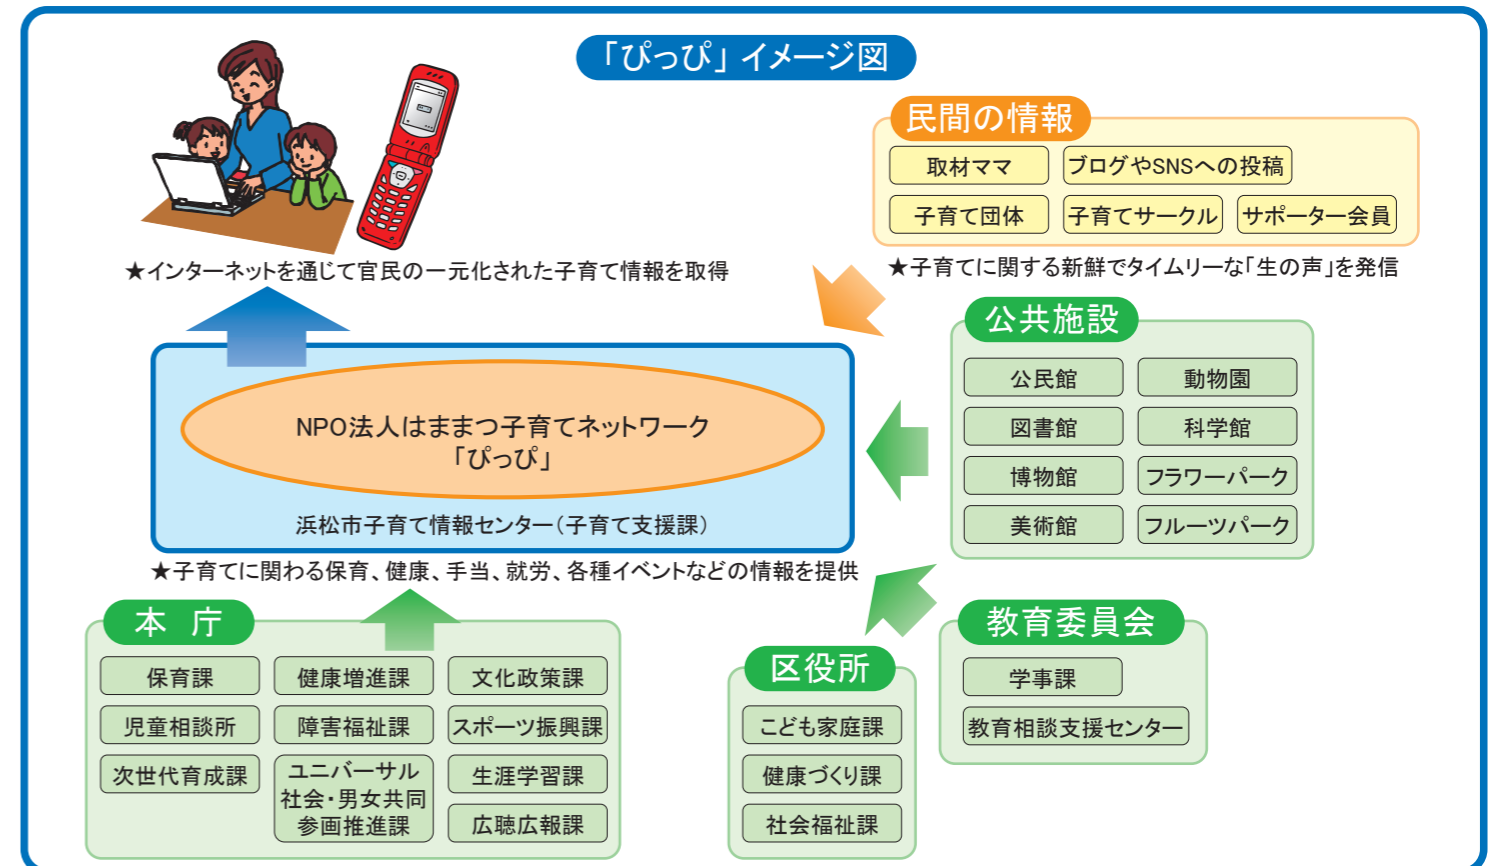 「ぴっぴ」イメージ図
民間の情報
取材ママ
ブログやSNSへの投稿
子育て団体
子育てサークル
サポーター会員
★インターネットを通じて官民の一元化された子育て情報を取得
★子育てに関する新鮮でタイムリーな「生の声」を発信
公共施設
公民館
動物園
図書館
科学館
博物館
フラワーパーク
美術館
フルーツパーク
NPO法人はままつ子育てネットワーク
「ぴっぴ」
浜松市子育て情報センター（子育て支援課）
★子育てに関わる保育、健康、手当、就労、各種イベントなどの情報を提供
本 庁
保育課
健康増進課
文化政策課
児童相談所
障害福祉課
スポーツ振興課
次世代育成課
ユニバーサル
社会・男女共同
参画推進課
生涯学習課
広聴広報課
区役所
こども家庭課
健康づくり課
社会福祉課
教育委員会
学事課
教育相談支援センター